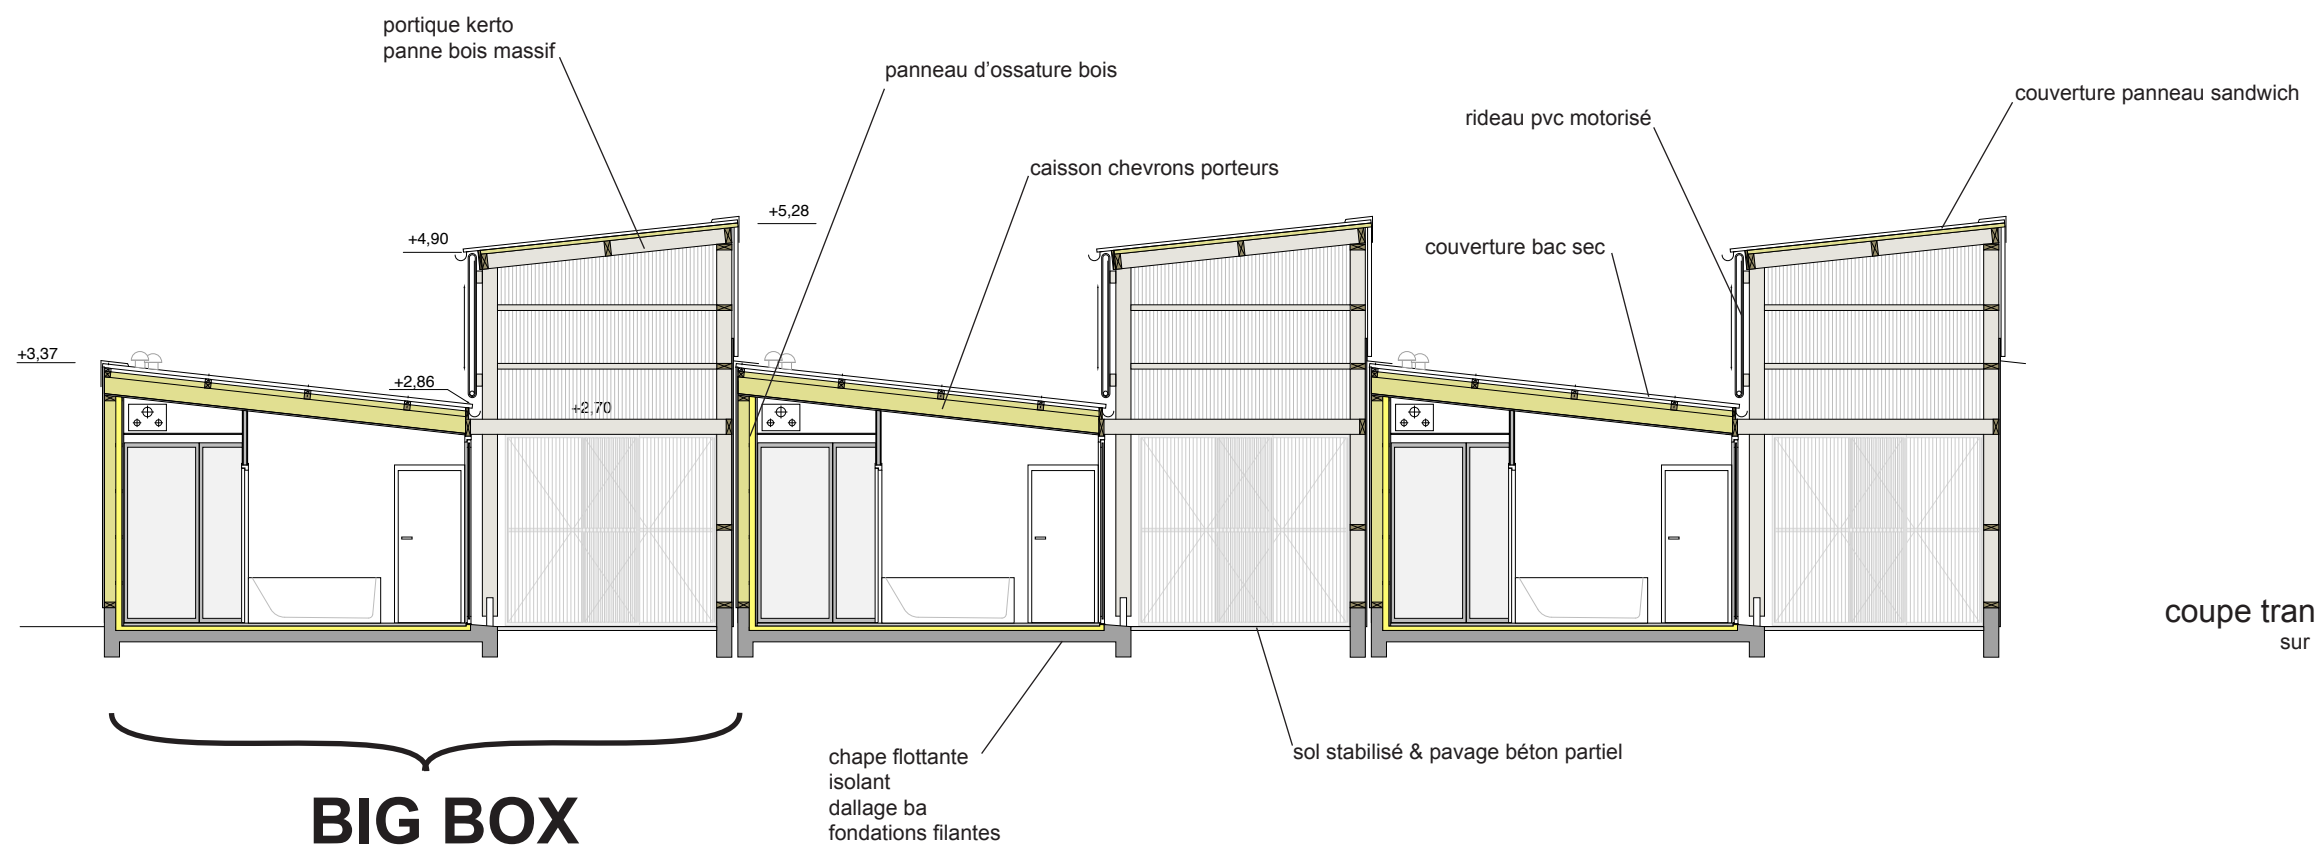 portique kerto
panne bois massif
panneau d'ossature bois
couverture panneau sandwich
rideau pvc motorisé
caisson chevrons porteurs
+5,28
+4,90
couverture bac sec
+3,37
+2,86
+2,70
coupe tran
sur
chape flottante
isolant
dallage ba
fondations filantes
sol stabilisé & pavage béton partiel
BIG BOX